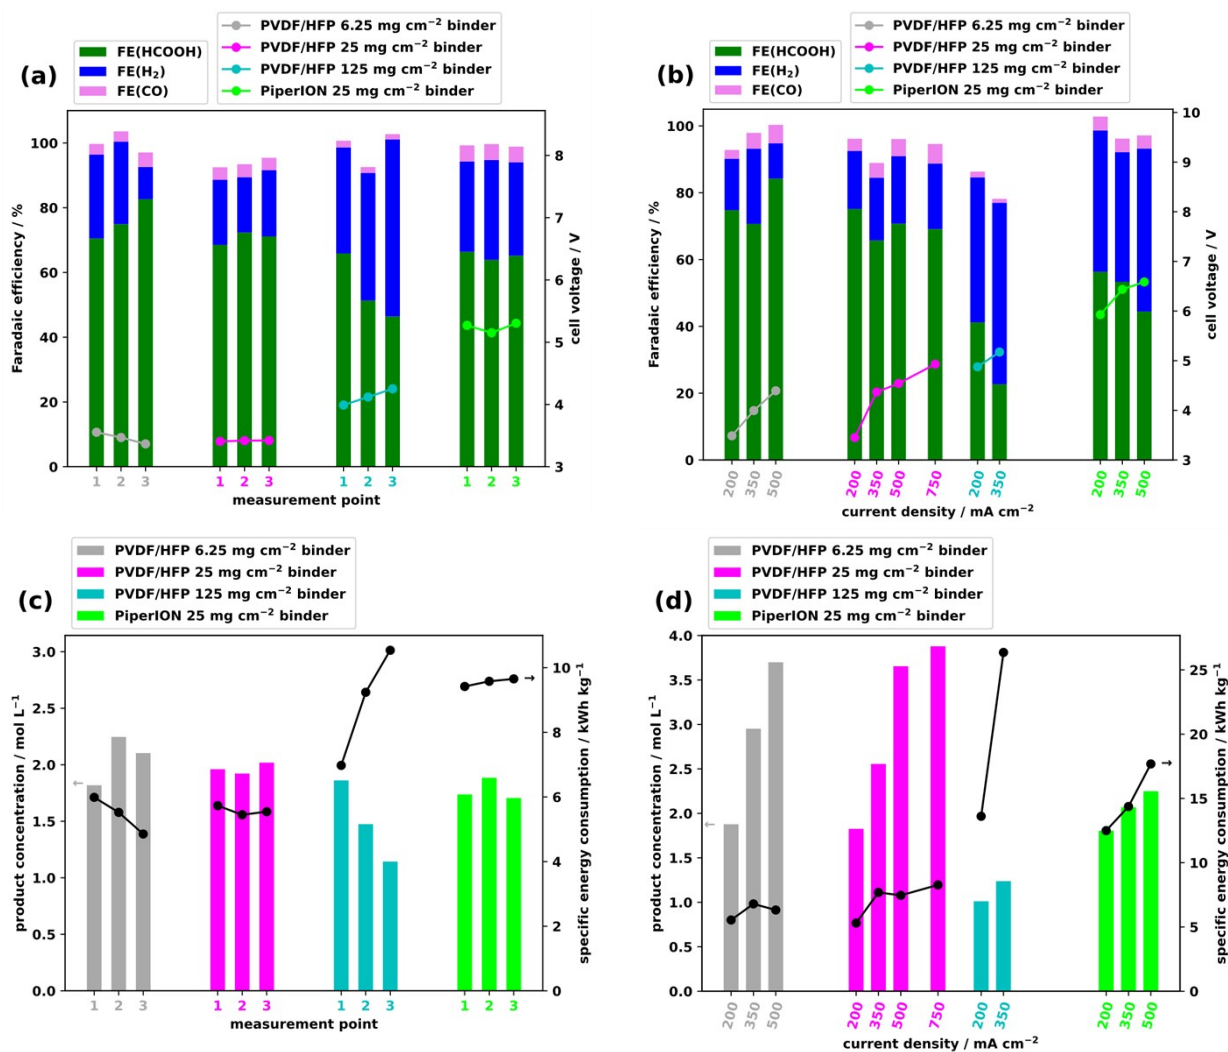 (a)
FE(HCOOH)
FE(H₂)
FE(CO)
PVDF/HFP 6.25 mg cm⁻² binder
PVDF/HFP 25 mg cm⁻² binder
PVDF/HFP 125 mg cm⁻² binder
PiperION 25 mg cm⁻² binder
Faradaic efficiency / %
100
80
60
40
20
0
cell voltage / V
8
7
6
5
4
3
1 2 3 1 2 3 1 2 3 1 2 3
measurement point
(b)
FE(HCOOH)
FE(H₂)
FE(CO)
PVDF/HFP 6.25 mg cm⁻² binder
PVDF/HFP 25 mg cm⁻² binder
PVDF/HFP 125 mg cm⁻² binder
PiperION 25 mg cm⁻² binder
Faradaic efficiency / %
100
80
60
40
20
0
cell voltage / V
10
9
8
7
6
5
4
3
200 350 500 200 350 500 750 200 350 200 350 500
current density / mA cm⁻²
(c)
PVDF/HFP 6.25 mg cm⁻² binder
PVDF/HFP 25 mg cm⁻² binder
PVDF/HFP 125 mg cm⁻² binder
PiperION 25 mg cm⁻² binder
product concentration / mol L⁻¹
3.0
2.5
2.0
1.5
1.0
0.5
0.0
←
→
specific energy consumption / kWh kg⁻¹
10
8
6
4
2
0
1 2 3 1 2 3 1 2 3 1 2 3
measurement point
(d)
PVDF/HFP 6.25 mg cm⁻² binder
PVDF/HFP 25 mg cm⁻² binder
PVDF/HFP 125 mg cm⁻² binder
PiperION 25 mg cm⁻² binder
product concentration / mol L⁻¹
4.0
3.5
3.0
2.5
2.0
1.5
1.0
0.5
0.0
←
→
specific energy consumption / kWh kg⁻¹
25
20
15
10
5
0
200 350 500 200 350 500 750 200 350 200 350 500
current density / mA cm⁻²